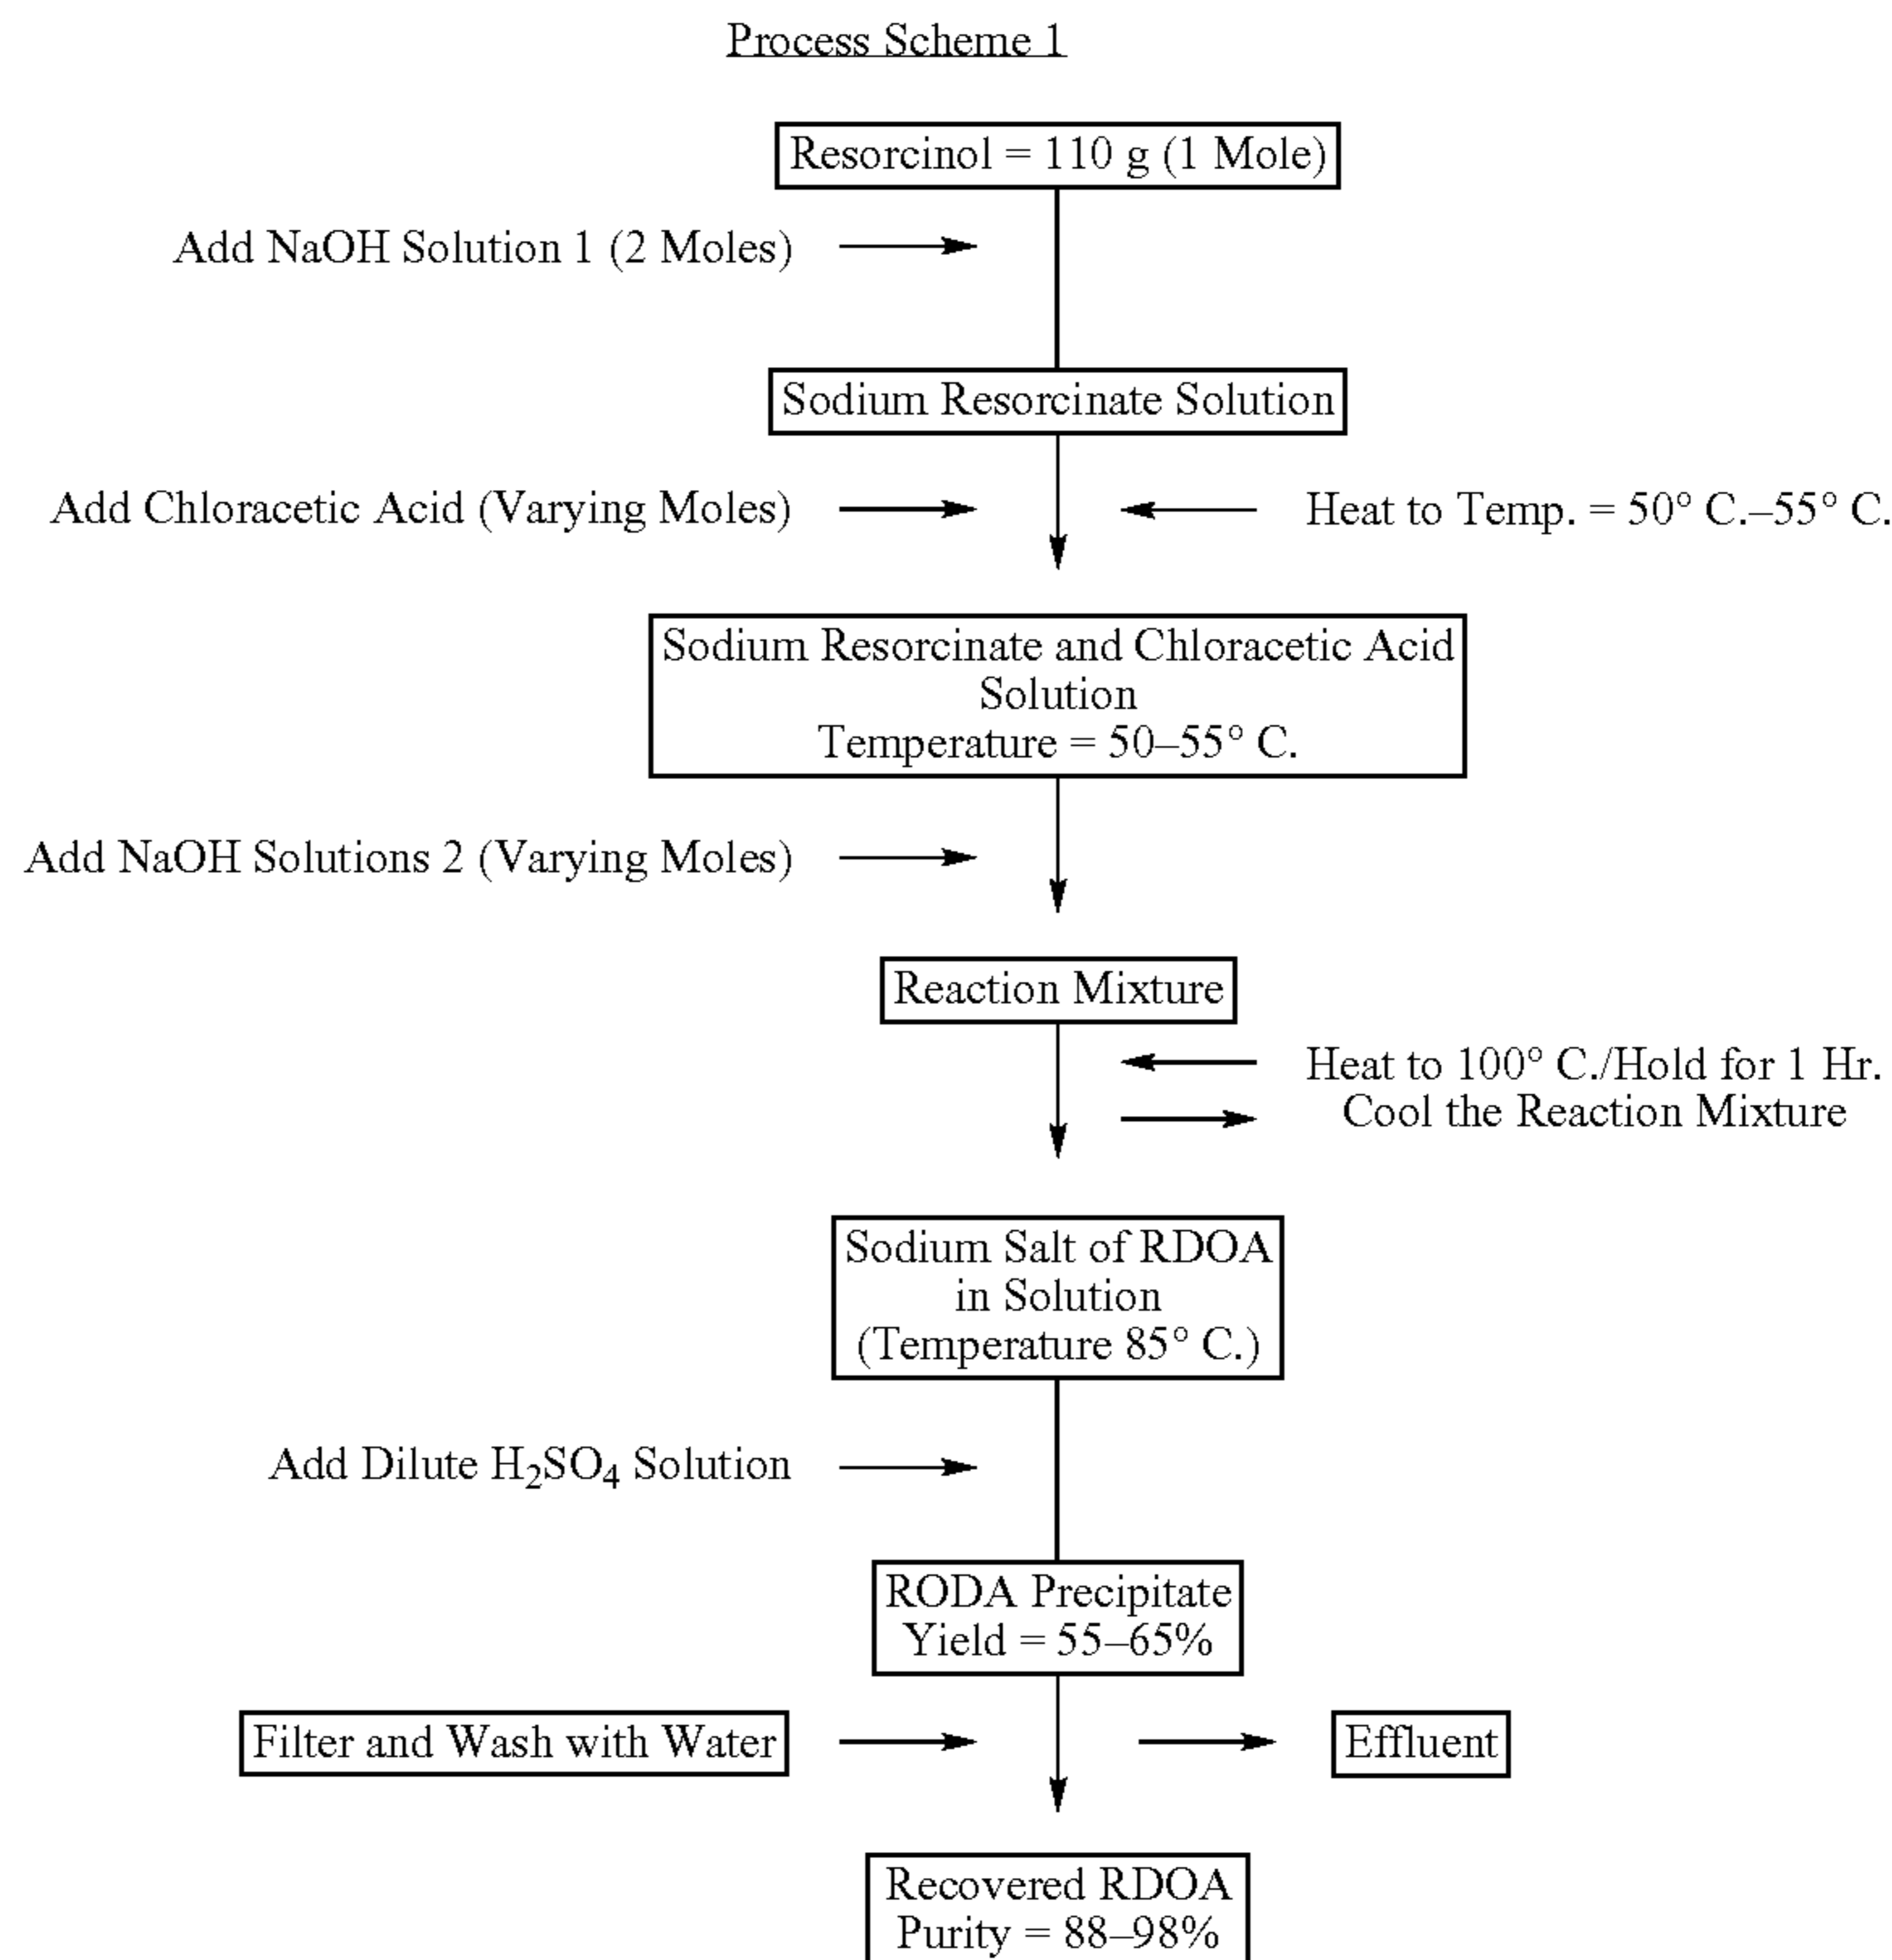 Process Scheme 1
Resorcinol = 110 g (1 Mole)
Add NaOH Solution 1 (2 Moles)
Sodium Resorcinate Solution
Add Chloracetic Acid (Varying Moles)
Heat to Temp. = 50° C.–55° C.
Sodium Resorcinate and Chloracetic Acid
Solution
Temperature = 50–55° C.
Add NaOH Solutions 2 (Varying Moles)
Reaction Mixture
Heat to 100° C./Hold for 1 Hr.
Cool the Reaction Mixture
Sodium Salt of RDOA
in Solution
(Temperature 85° C.)
Add Dilute H₂SO₄ Solution
RODA Precipitate
Yield = 55–65%
Filter and Wash with Water
Effluent
Recovered RDOA
Purity = 88–98%